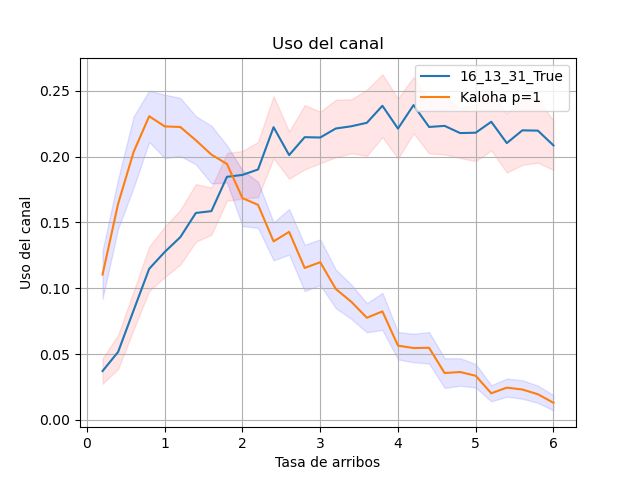 Uso del canal
16_13_31_True
Kaloha p=1
0.25
0.20
0.15
0.10
0.05
0.00
Uso del canal
0 1 2 3 4 5 6
Tasa de arribos